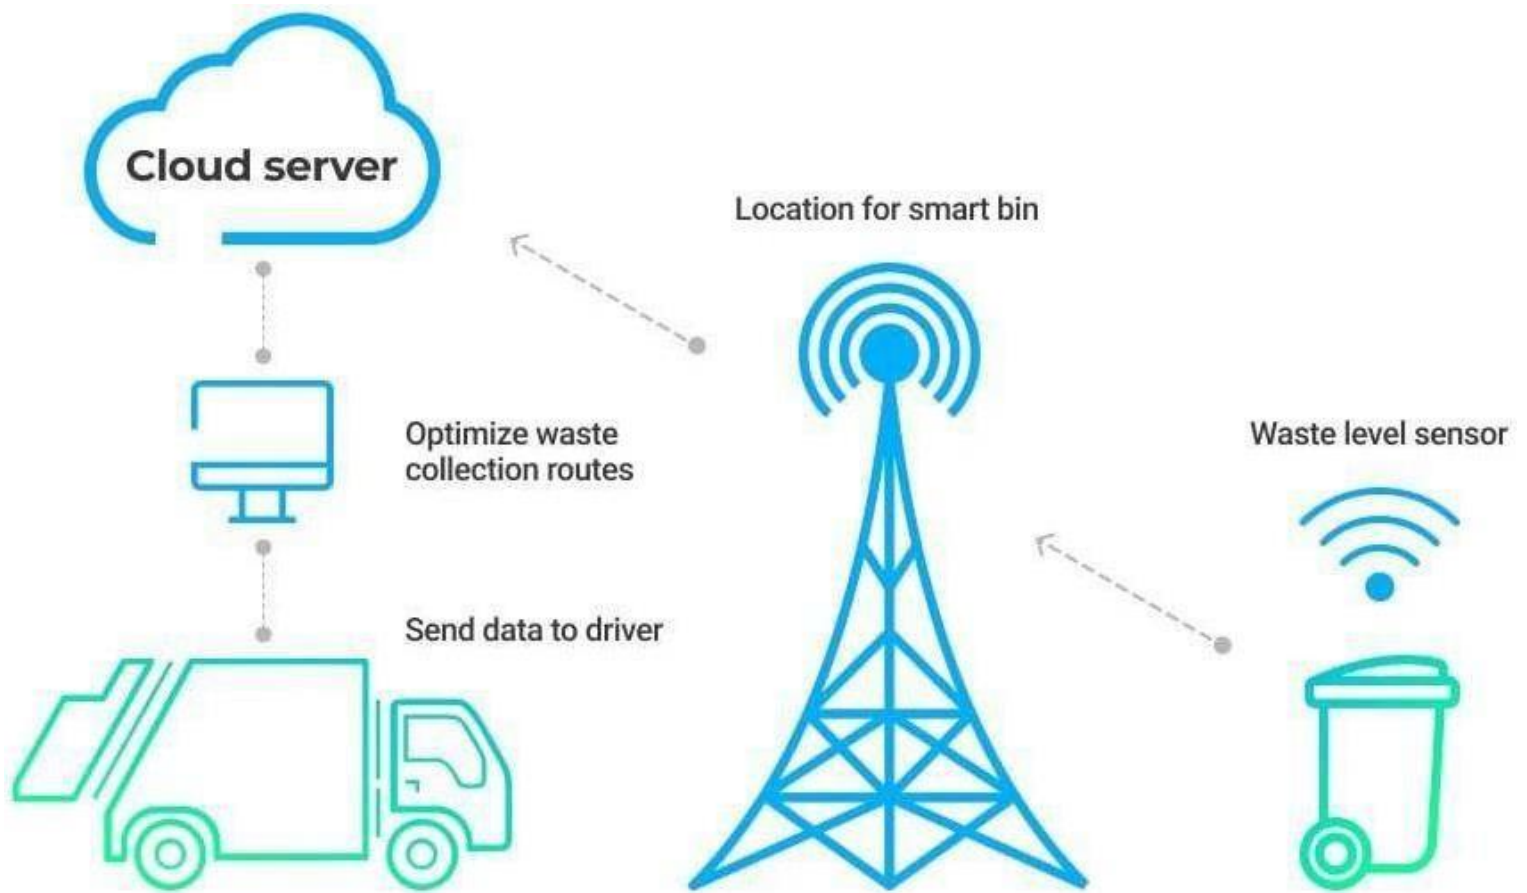 Cloud server
Location for smart bin
Optimize waste
collection routes
Waste level sensor
Send data to driver